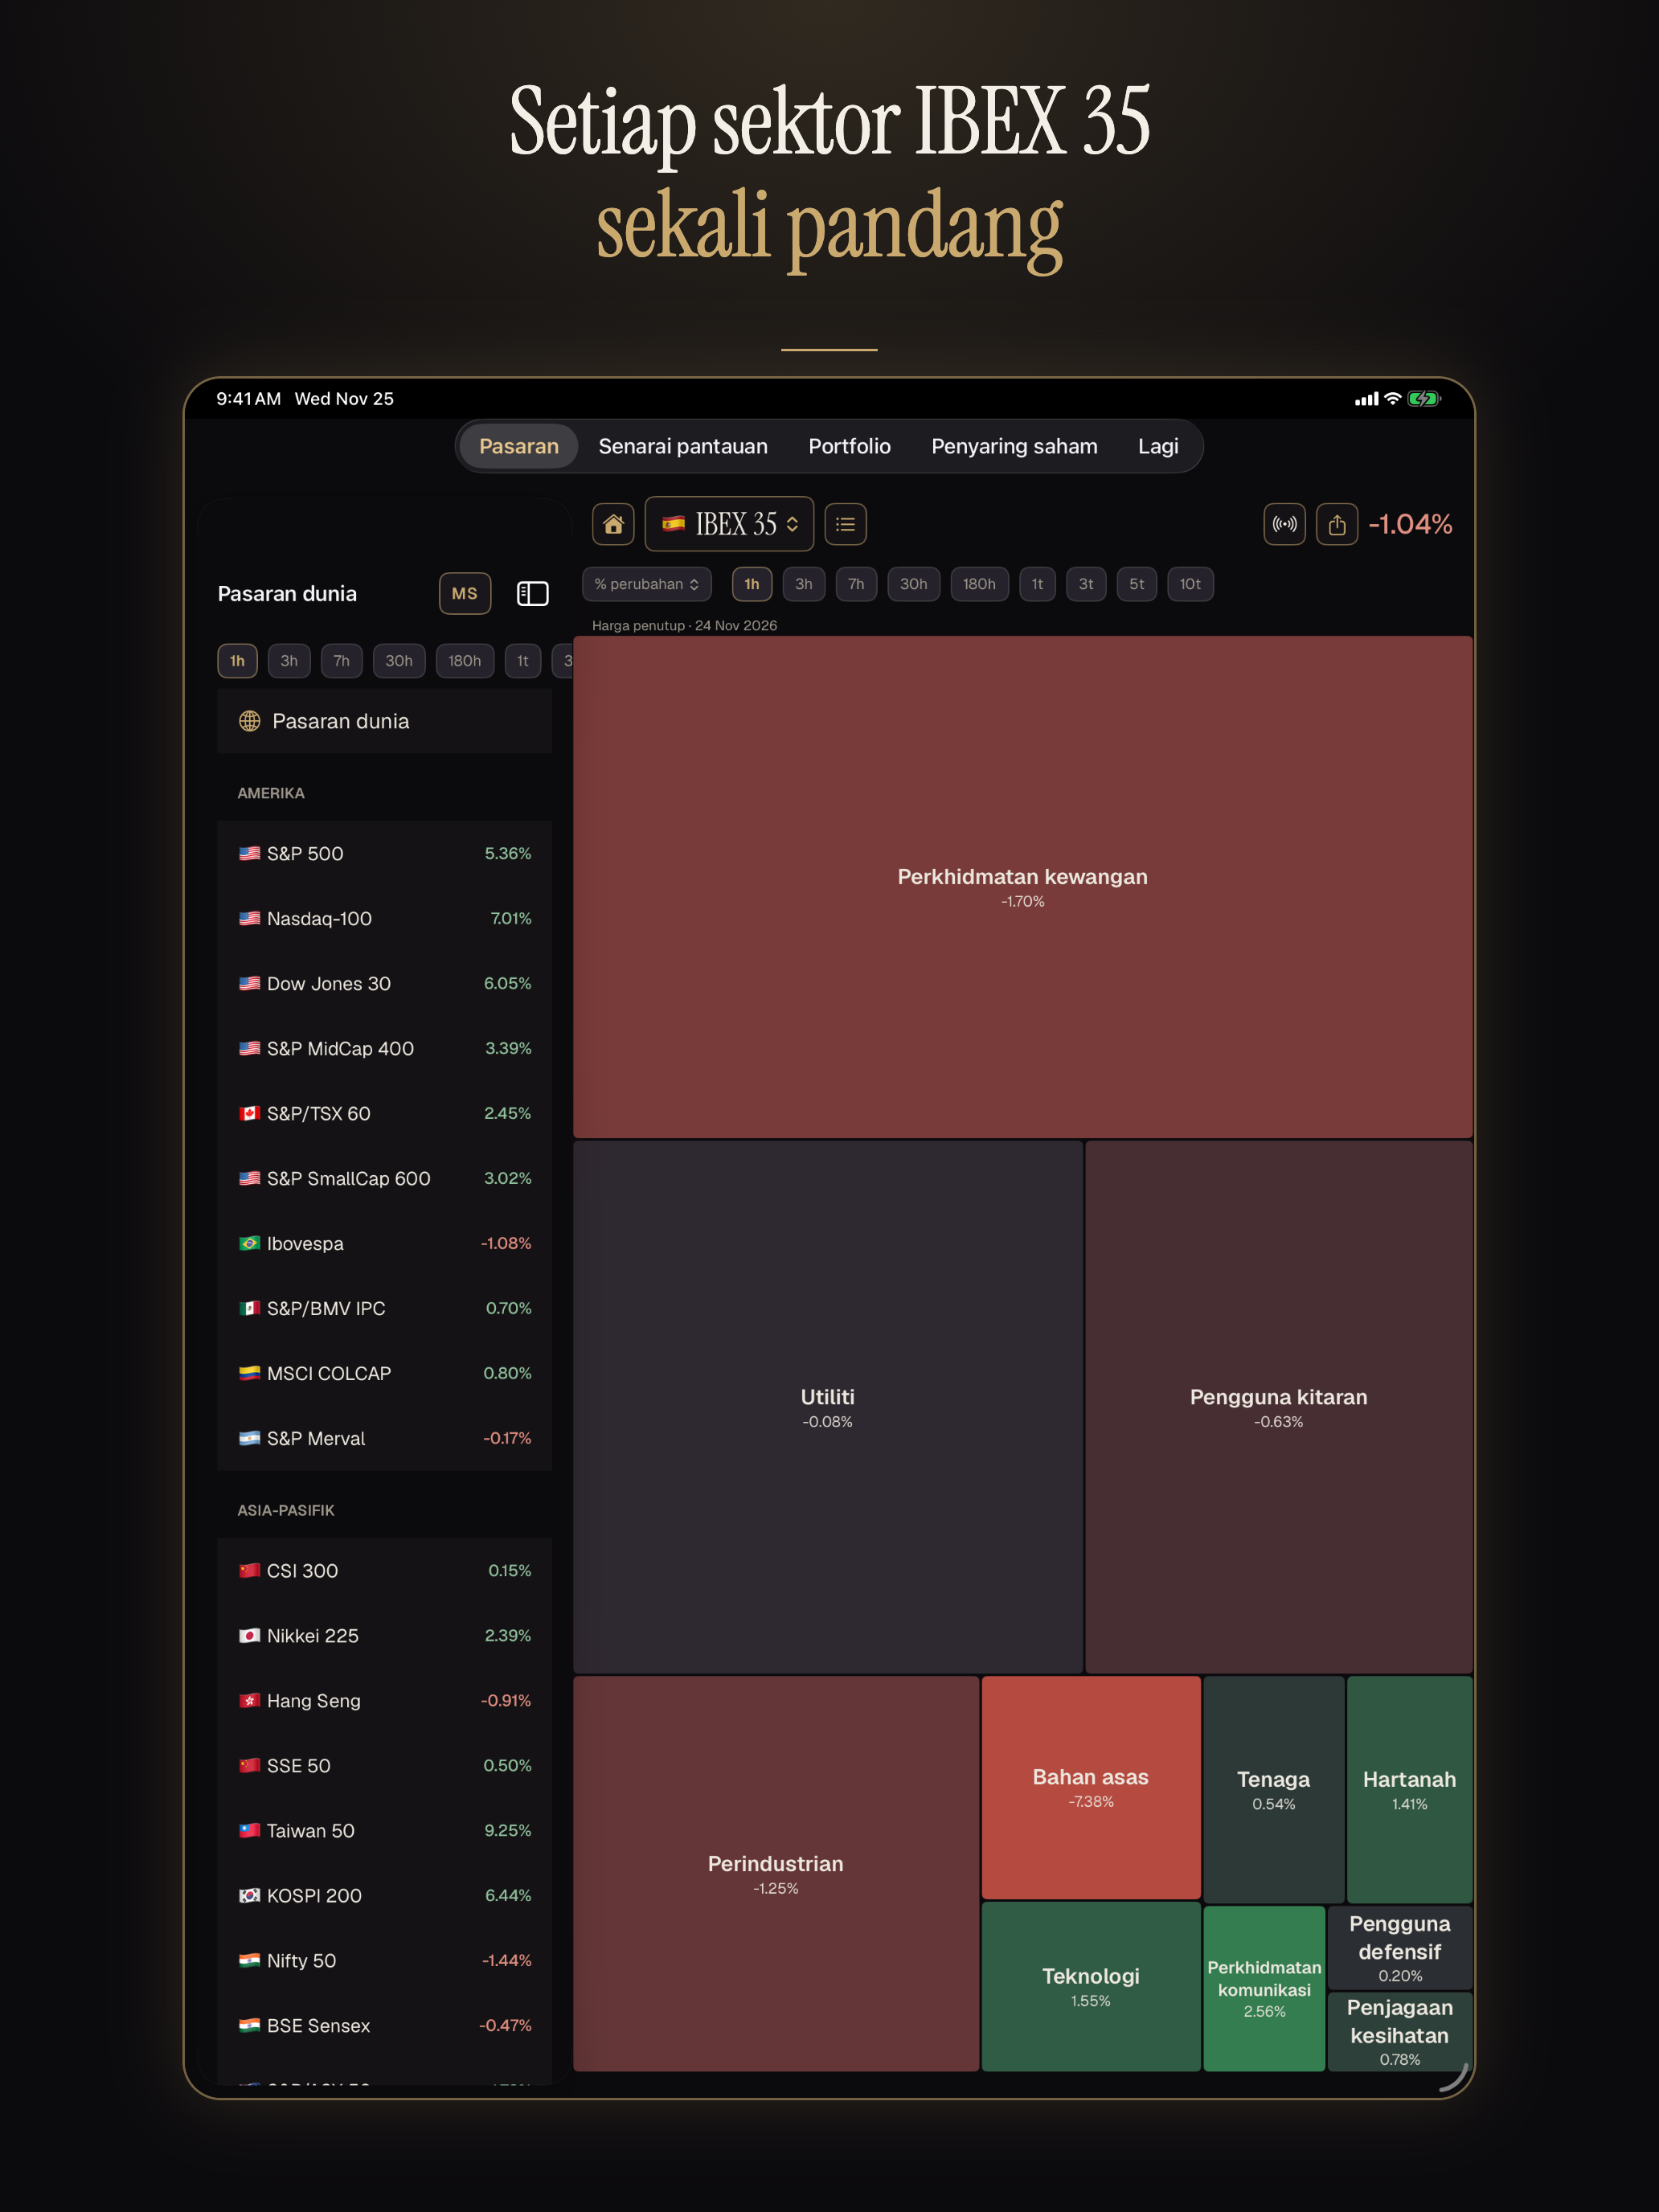 Setiap sektor IBEX 35
sekali pandang
9:41 AM Wed Nov 25
Pasaran Senarai pantauan Portfolio Penyaring saham Lagi
IBEX 35
-1.04%
Pasaran dunia MS
% perubahan 1h 3h 7h 30h 180h 1t 3t 5t 10t
Harga penutup · 24 Nov 2026
1h 3h 7h 30h 180h 1t
Pasaran dunia
AMERIKA
S&P 500 5.36%
Nasdaq-100 7.01%
Dow Jones 30 6.05%
S&P MidCap 400 3.39%
S&P/TSX 60 2.45%
S&P SmallCap 600 3.02%
Ibovespa -1.08%
S&P/BMV IPC 0.70%
MSCI COLCAP 0.80%
S&P Merval -0.17%
ASIA-PASIFIK
CSI 300 0.15%
Nikkei 225 2.39%
Hang Seng -0.91%
SSE 50 0.50%
Taiwan 50 9.25%
KOSPI 200 6.44%
Nifty 50 -1.44%
BSE Sensex -0.47%
Perkhidmatan kewangan
-1.70%
Utiliti
-0.08%
Pengguna kitaran
-0.63%
Perindustrian
-1.25%
Bahan asas
-7.38%
Tenaga
0.54%
Hartanah
1.41%
Teknologi
1.55%
Perkhidmatan
komunikasi
2.56%
Pengguna
defensif
0.20%
Penjagaan
kesihatan
0.78%